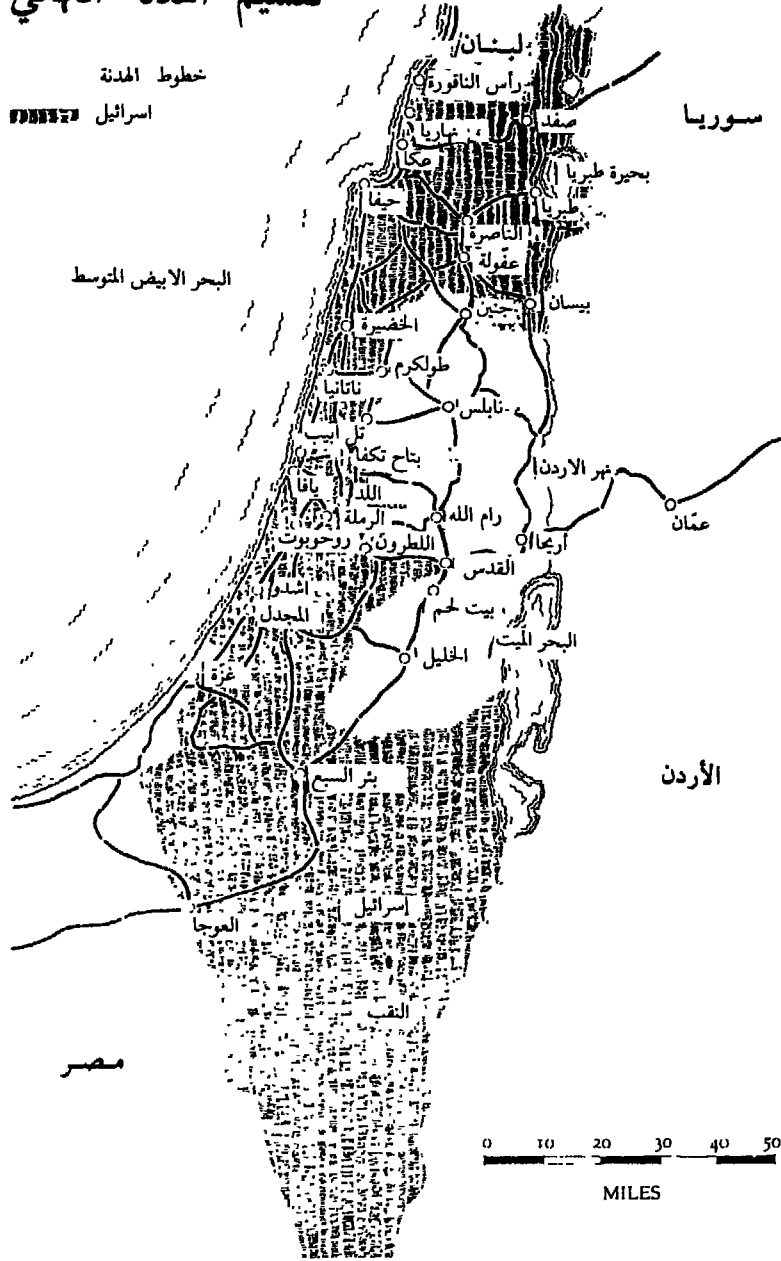 خطوط الهدنة
اسرائيل
لبنان
رأس الناقورة
سوريا
نهاريا
صفد
عكا
بحيرة طبريا
حيفا
طبريا
الناصرة
عفولة
البحر الابيض المتوسط
بيسان
جنين
الخضيرة
طولكرم
ناتانيا
نابلس
تل ابيب
بتاح تكفا
نهر الاردن
يافا
اللد
عمّان
الرملة
رام الله
روحوبوت
اللطرون
اريحا
القدس
اشدو
بيت لحم
المجدل
البحر الميت
الخليل
غزة
بئر السبع
الأردن
إسرائيل
العوجا
النقب
مصر
0 10 20 30 40 50
MILES